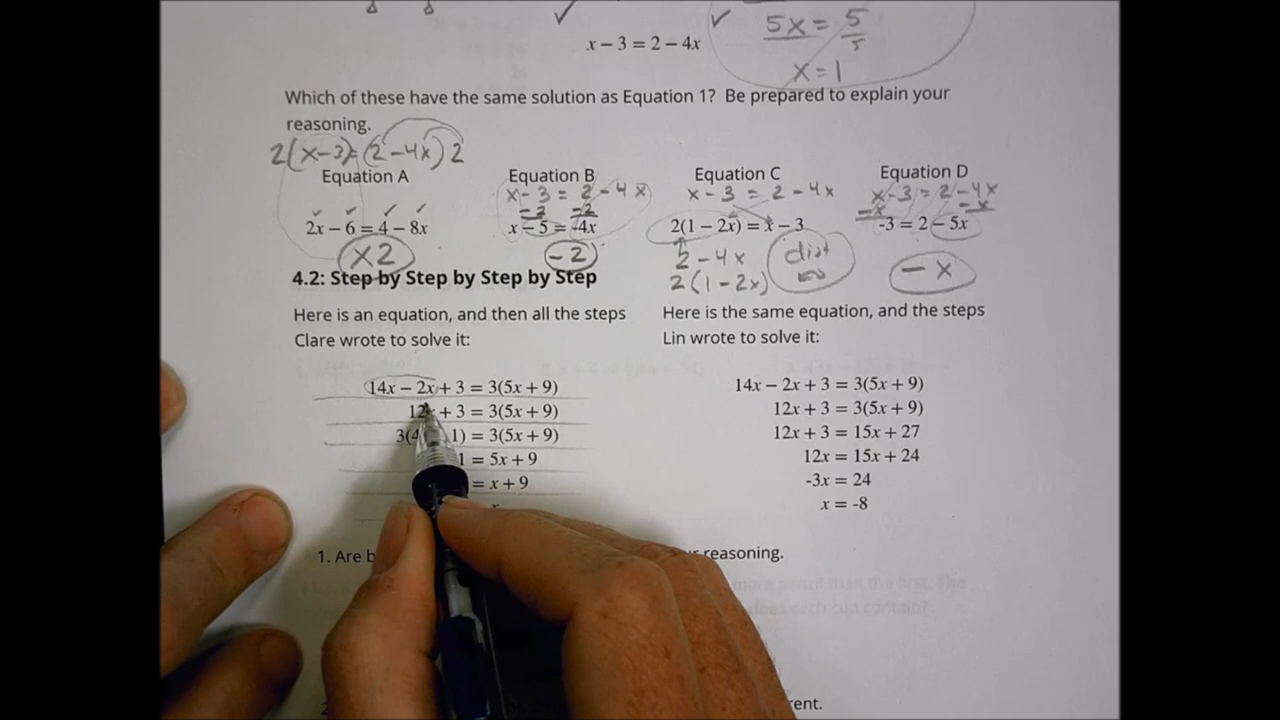 5x = 5
5
x - 3 = 2 - 4x
x = 1
Which of these have the same solution as Equation 1? Be prepared to explain your
reasoning.
2(x-3)=(2-4x)2
Equation A
2x - 6 = 4 - 8x
x2
Equation B
x - 3 = 2 - 4x
-2 -2
x - 5 = -4x
-2
Equation C
x - 3 = 2 - 4x
2(1 - 2x) = x - 3
2 - 4x
2(1-2x)
dist
Equation D
x-3 = 2-4x
-x -x
-3 = 2 - 5x
- x
4.2: Step by Step by Step by Step
Here is an equation, and then all the steps
Clare wrote to solve it:
14x - 2x + 3 = 3(5x + 9)
+ 3 = 3(5x + 9)
1) = 3(5x + 9)
1 = 5x + 9
= x + 9
x
Here is the same equation, and the steps
Lin wrote to solve it:
14x - 2x + 3 = 3(5x + 9)
12x + 3 = 3(5x + 9)
12x + 3 = 15x + 27
12x = 15x + 24
-3x = 24
x = -8
1. Are reasoning.